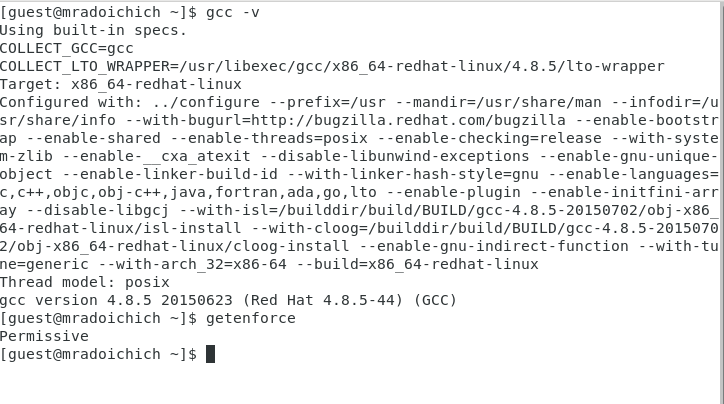 [guest@mradoichich ~]$ gcc -v
Using built-in specs.
COLLECT_GCC=gcc
COLLECT_LTO_WRAPPER=/usr/libexec/gcc/x86_64-redhat-linux/4.8.5/lto-wrapper
Target: x86_64-redhat-linux
Configured with: ../configure --prefix=/usr --mandir=/usr/share/man --infodir=/u
sr/share/info --with-bugurl=http://bugzilla.redhat.com/bugzilla --enable-bootstr
ap --enable-shared --enable-threads=posix --enable-checking=release --with-syste
m-zlib --enable-__cxa_atexit --disable-libunwind-exceptions --enable-gnu-unique-
object --enable-linker-build-id --with-linker-hash-style=gnu --enable-languages=
c,c++,objc,obj-c++,java,fortran,ada,go,lto --enable-plugin --enable-initfini-arr
ay --disable-libgcj --with-isl=/builddir/build/BUILD/gcc-4.8.5-20150702/obj-x86_
64-redhat-linux/isl-install --with-cloog=/builddir/build/BUILD/gcc-4.8.5-2015070
2/obj-x86_64-redhat-linux/cloog-install --enable-gnu-indirect-function --with-tu
ne=generic --with-arch_32=x86-64 --build=x86_64-redhat-linux
Thread model: posix
gcc version 4.8.5 20150623 (Red Hat 4.8.5-44) (GCC)
[guest@mradoichich ~]$ getenforce
Permissive
[guest@mradoichich ~]$